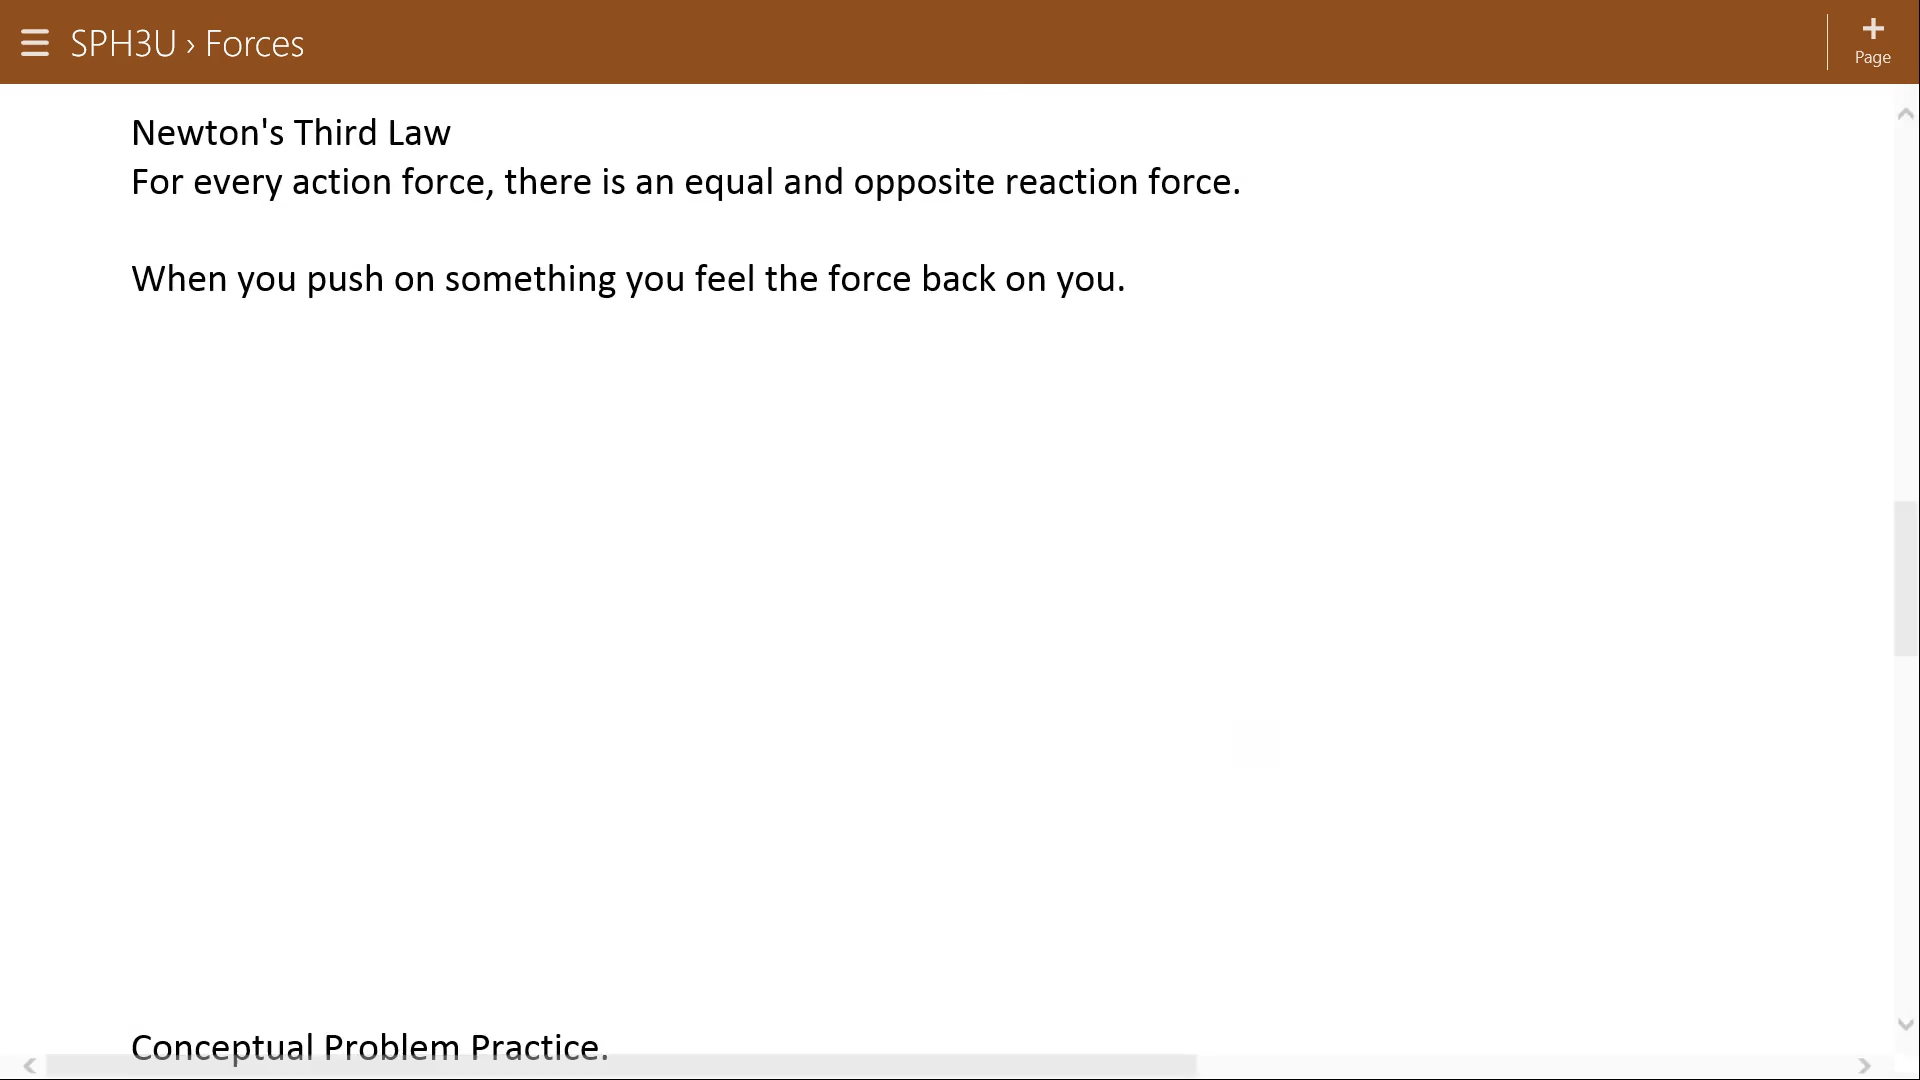 SPH3U › Forces
Page
Newton's Third Law
For every action force, there is an equal and opposite reaction force.
When you push on something you feel the force back on you.
Conceptual Problem Practice.